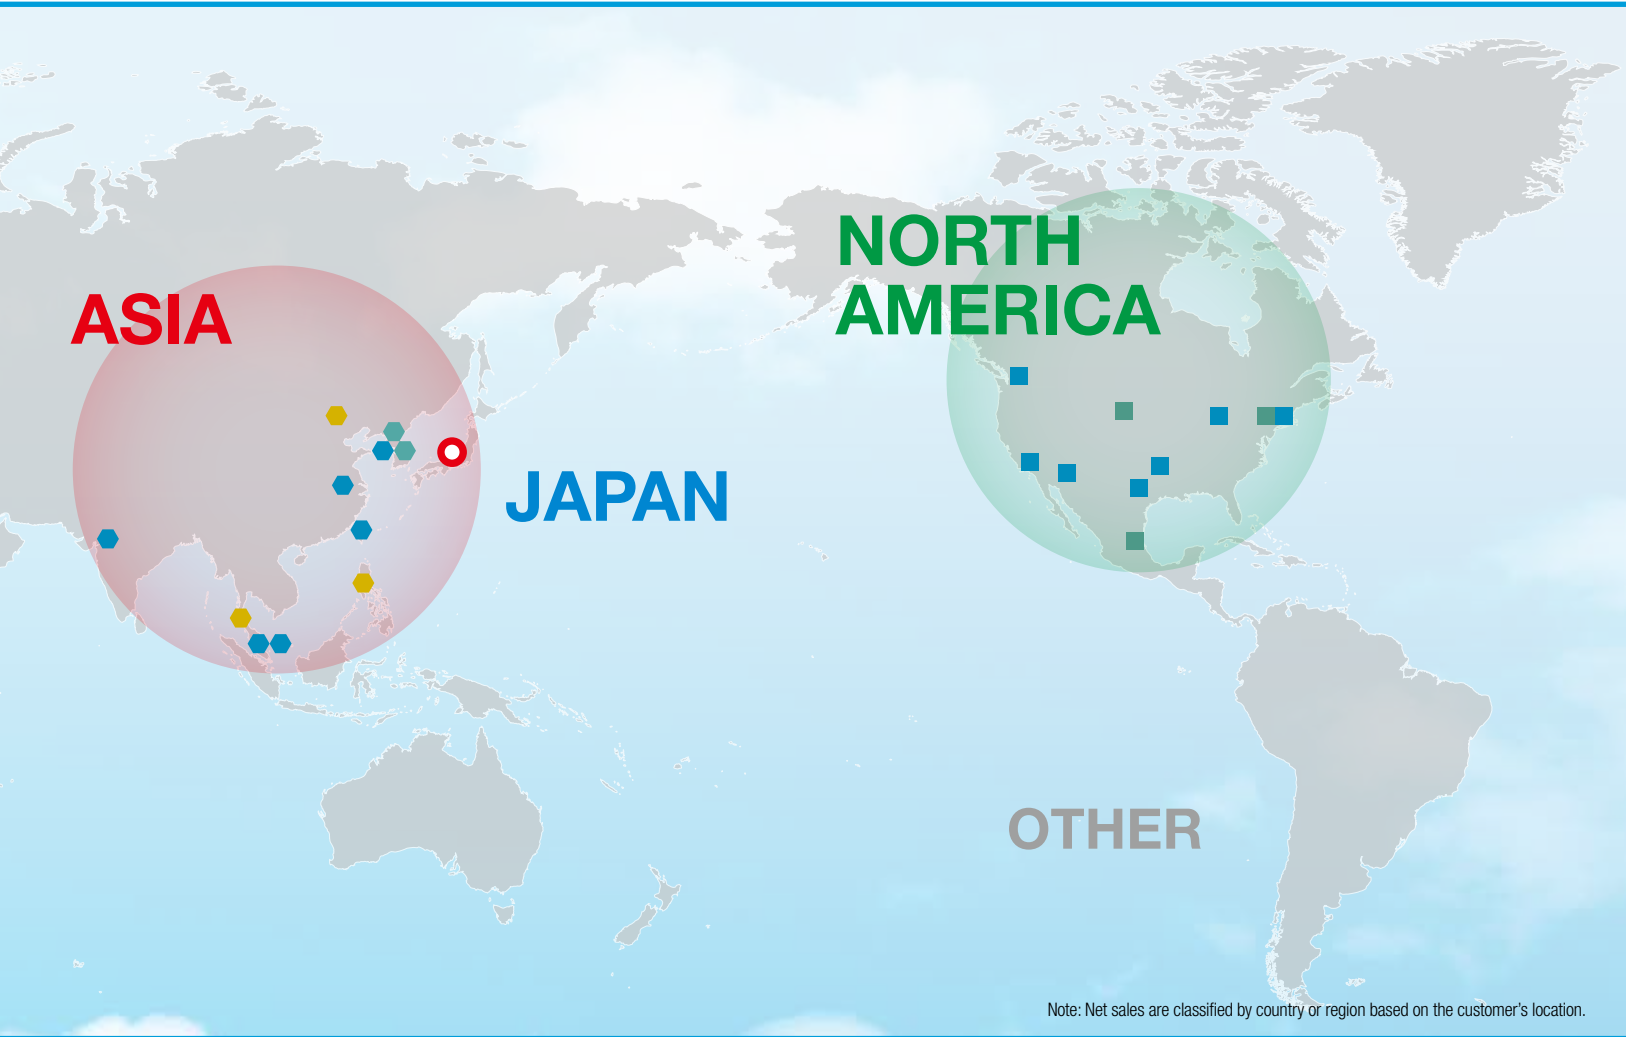 NORTH
AMERICA
ASIA
JAPAN
OTHER
Note: Net sales are classified by country or region based on the customer’s location.